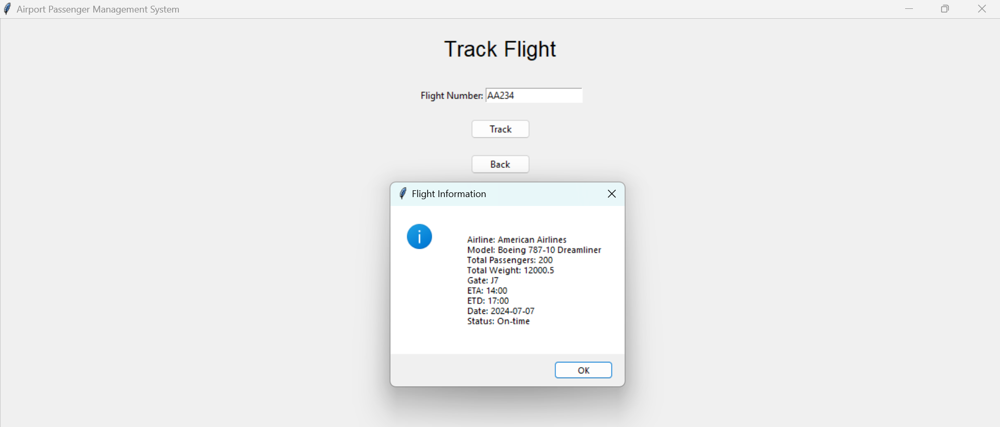 Airport Passenger Management System
Track Flight
Flight Number: AA234
Track
Back
Flight Information
Airline: American Airlines
Model: Boeing 787-10 Dreamliner
Total Passengers: 200
Total Weight: 12000.5
Gate: J7
ETA: 14:00
ETD: 17:00
Date: 2024-07-07
Status: On-time
OK